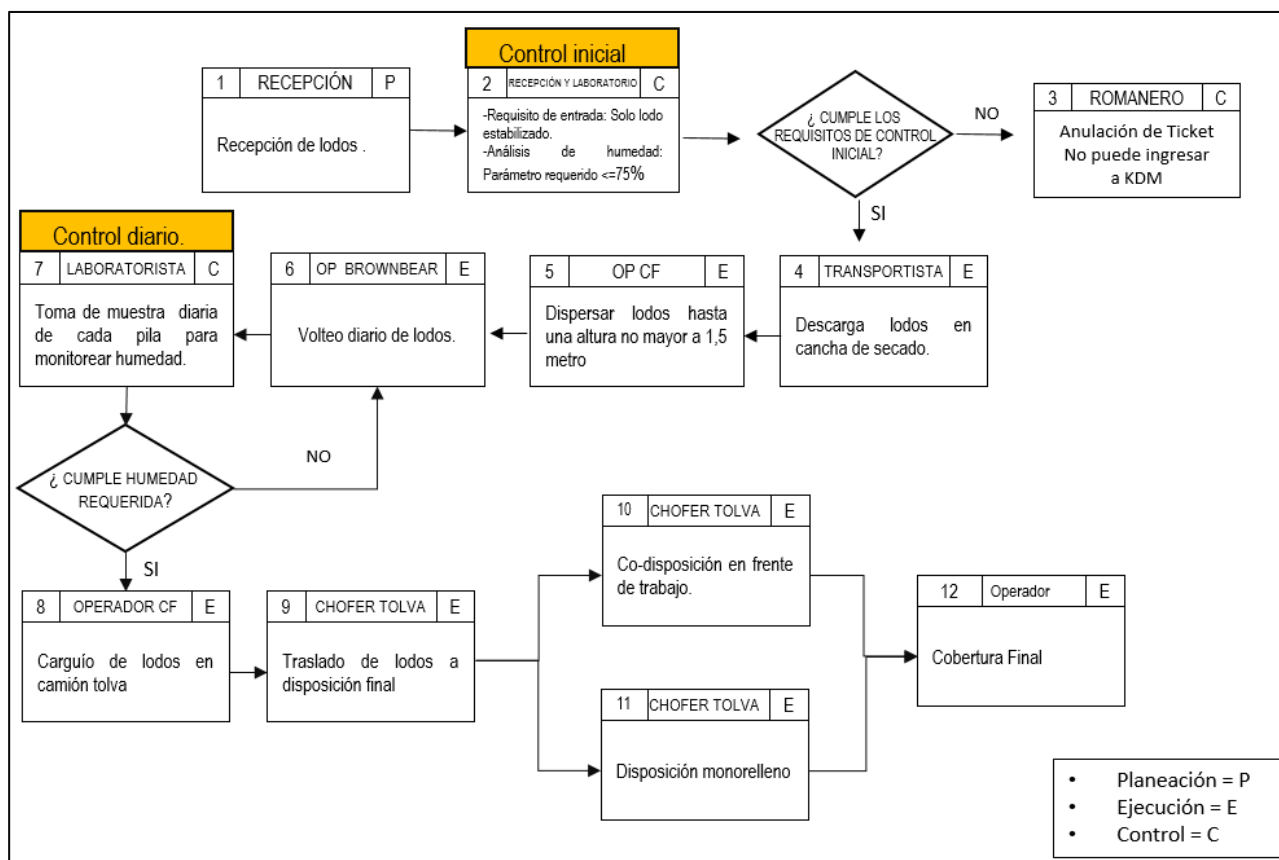 Control inicial
1 RECEPCIÓN P
Recepción de lodos .
2 RECEPCIÓN Y LABORATORIO C
-Requisito de entrada: Solo lodo
estabilizado.
-Análisis de humedad:
Parámetro requerido <=75%
¿ CUMPLE LOS
REQUISITOS DE CONTROL
INICIAL?
NO
3 ROMANERO C
Anulación de Ticket
No puede ingresar
a KDM
SI
4 TRANSPORTISTA E
Descarga lodos en
cancha de secado.
5 OP CF E
Dispersar lodos hasta
una altura no mayor a 1,5
metro
6 OP BROWNBEAR E
Volteo diario de lodos.
Control diario.
7 LABORATORISTA C
Toma de muestra diaria
de cada pila para
monitorear humedad.
¿ CUMPLE HUMEDAD
REQUERIDA?
NO
SI
8 OPERADOR CF E
Carguío de lodos en
camión tolva
9 CHOFER TOLVA E
Traslado de lodos a
disposición final
10 CHOFER TOLVA E
Co-disposición en frente
de trabajo.
11 CHOFER TOLVA E
Disposición monorelleno
12 Operador E
Cobertura Final
• Planeación = P
• Ejecución = E
• Control = C